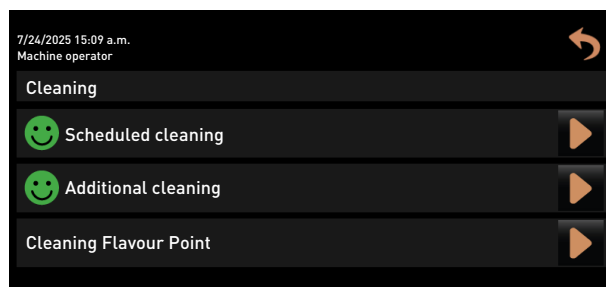 7/24/2025 15:09 a.m.
Machine operator
Cleaning
Scheduled cleaning
Additional cleaning
Cleaning Flavour Point